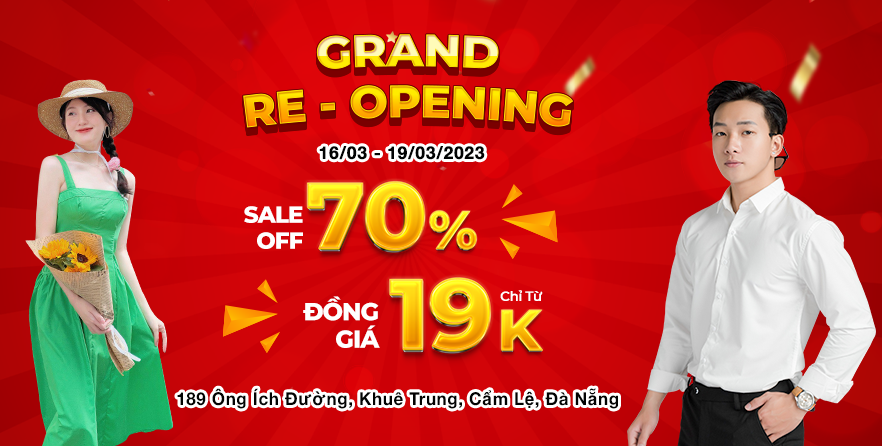 GRAND
RE - OPENING
16/03 - 19/03/2023
SALE
OFF
70%
ĐỒNG
GIÁ
Chỉ Từ
19K
189 Ông Ích Đường, Khuê Trung, Cẩm Lệ, Đà Nẵng